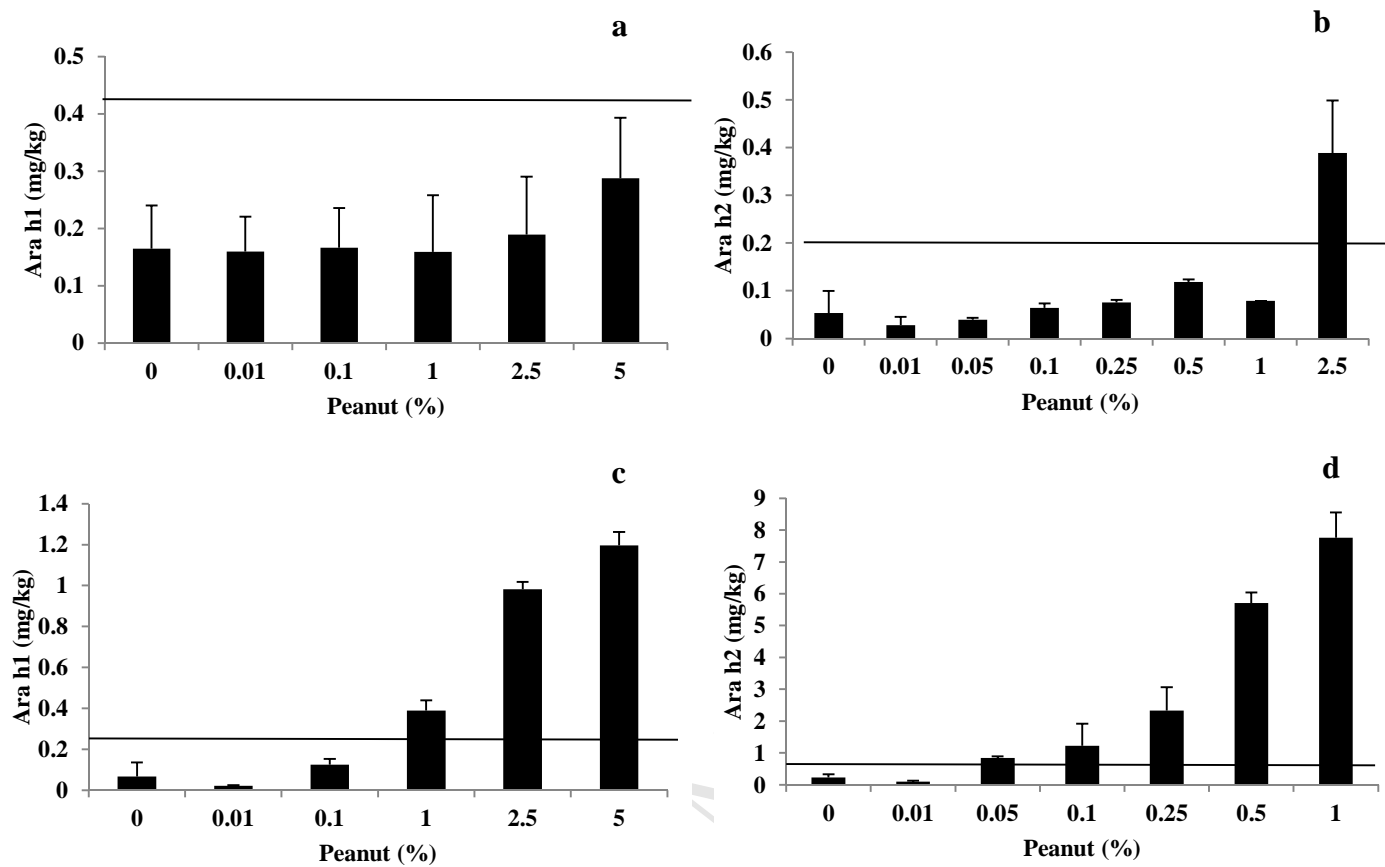 a
0.5
0.4
0.3
0.2
0.1
0
Ara h1 (mg/kg)
0 0.01 0.1 1 2.5 5
Peanut (%)
b
0.6
0.5
0.4
0.3
0.2
0.1
0
Ara h2 (mg/kg)
0 0.01 0.05 0.1 0.25 0.5 1 2.5
Peanut (%)
c
1.4
1.2
1
0.8
0.6
0.4
0.2
0
Ara h1 (mg/kg)
0 0.01 0.1 1 2.5 5
Peanut (%)
d
9
8
7
6
5
4
3
2
1
0
Ara h2 (mg/kg)
0 0.01 0.05 0.1 0.25 0.5 1
Peanut (%)